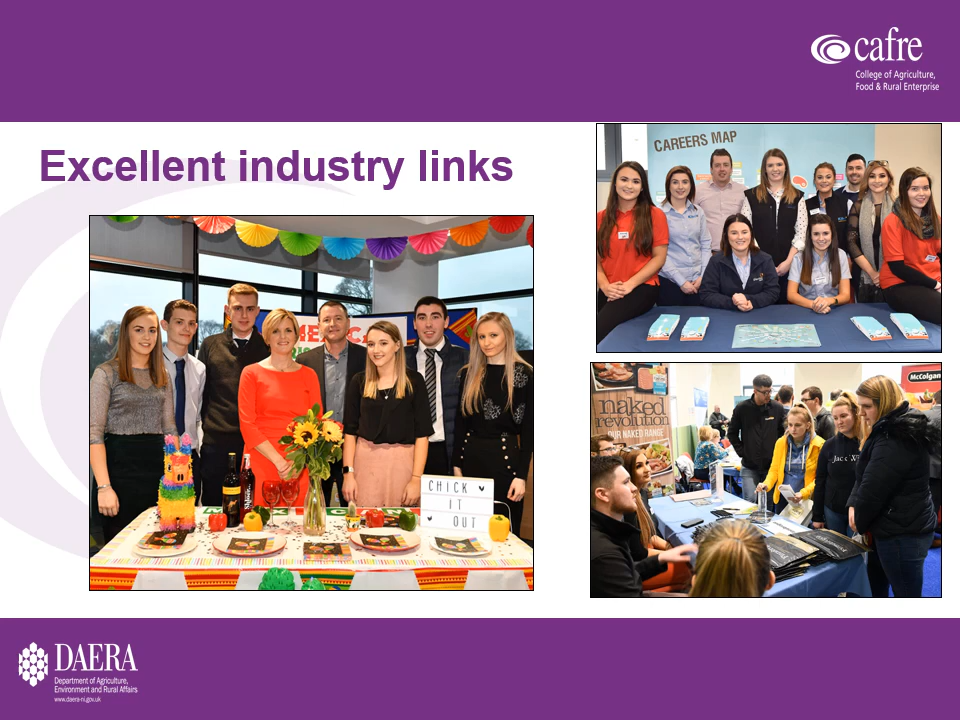 cafre
College of Agriculture,
Food & Rural Enterprise
Excellent industry links
CAREERS MAP
CHICK
IT
OUT
naked
revolution
OUR NAKED RANGE
McColgan
DAERA
Department of Agriculture,
Environment and Rural Affairs
www.daera-ni.gov.uk